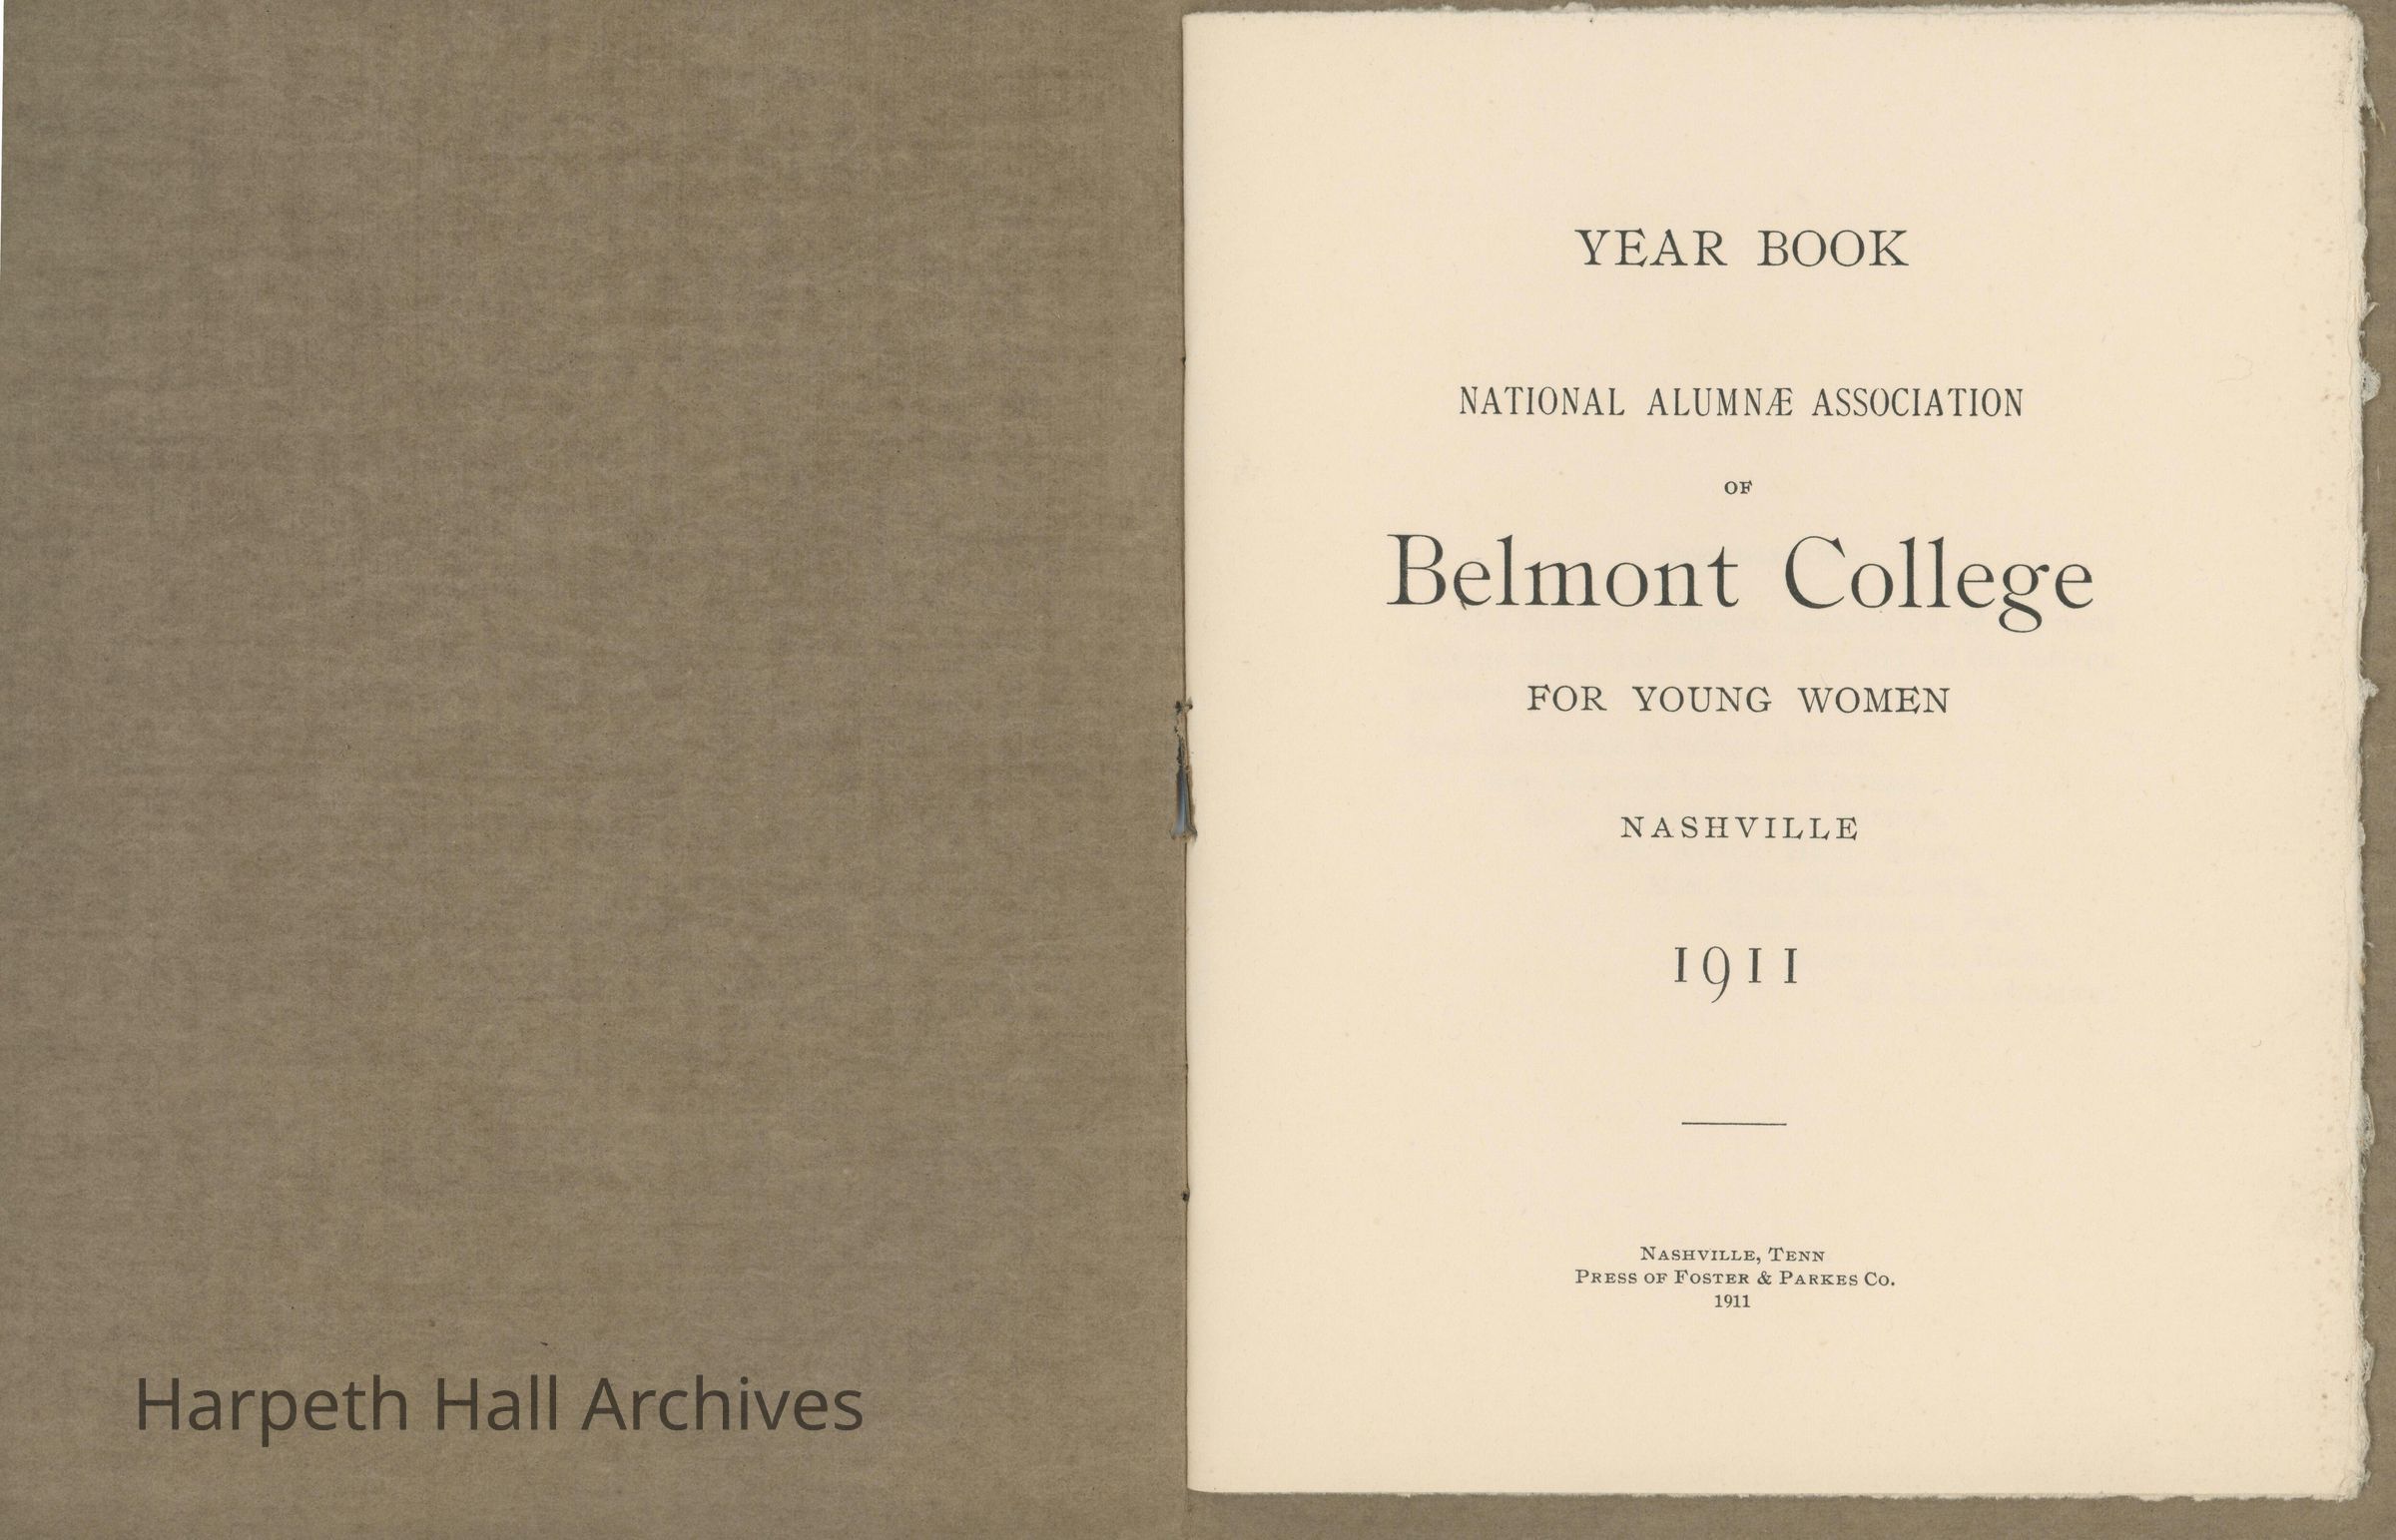 Harpeth Hall Archives
YEAR BOOK
NATIONAL ALUMNÆ ASSOCIATION
OF
Belmont College
FOR YOUNG WOMEN
NASHVILLE
1911
NASHVILLE, TENN
PRESS OF FOSTER & PARKES CO.
1911